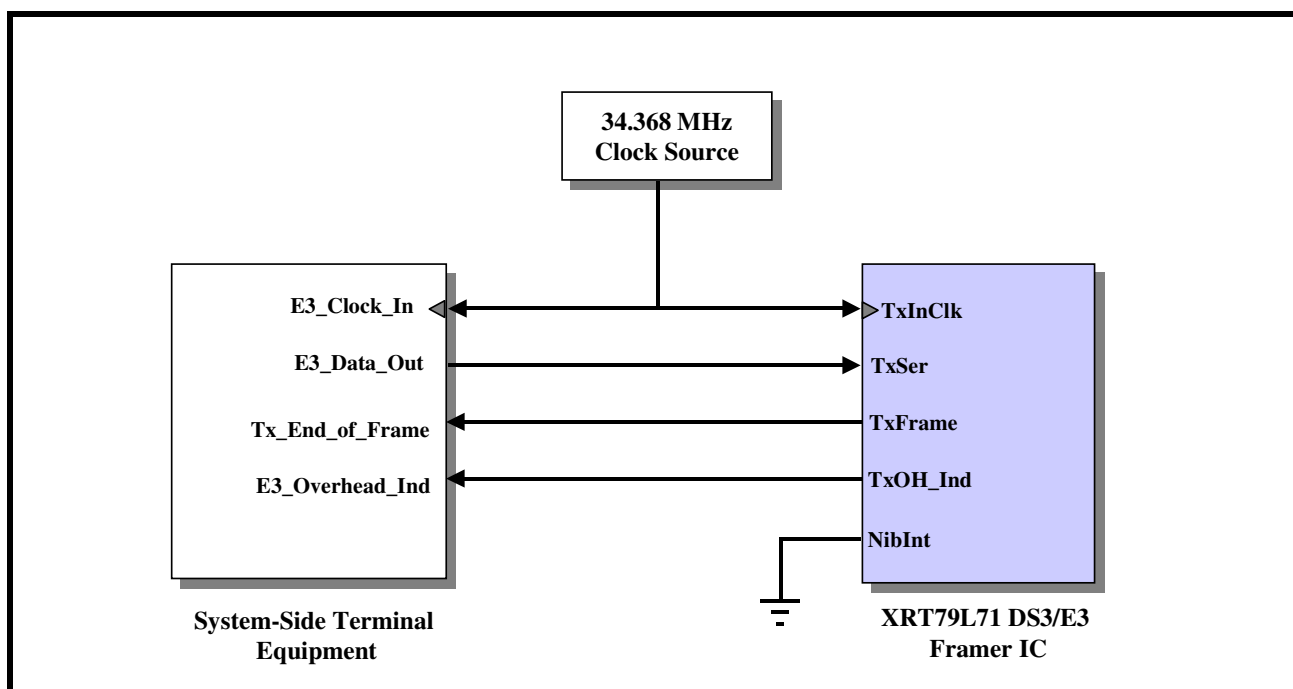 34.368 MHz
Clock Source
E3_Clock_In
TxInClk
E3_Data_Out
TxSer
Tx_End_of_Frame
TxFrame
E3_Overhead_Ind
TxOH_Ind
NibInt
System-Side Terminal
Equipment
XRT79L71 DS3/E3
Framer IC